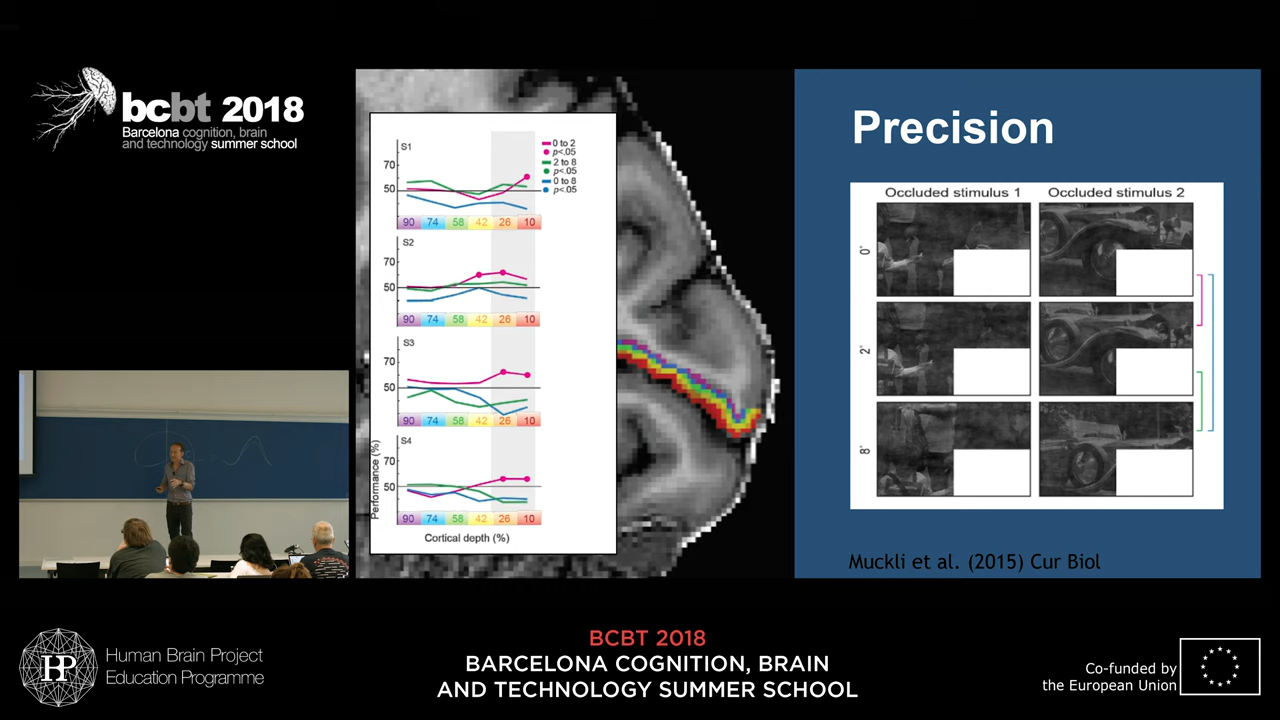 bcbt 2018
Barcelona cognition, brain
and technology summer school
S1
70
50
90 74 58 42 26 10
0 to 2
p<.05
2 to 8
p<.05
0 to 8
p<.05
S2
70
50
90 74 58 42 26 10
S3
70
50
90 74 58 42 26 10
S4
70
50
90 74 58 42 26 10
Performance (%)
Cortical depth (%)
Precision
Occluded stimulus 1 Occluded stimulus 2
0°
2°
8°
Muckli et al. (2015) Cur Biol
HP
Human Brain Project
Education Programme
BCBT 2018
BARCELONA COGNITION, BRAIN
AND TECHNOLOGY SUMMER SCHOOL
Co-funded by
the European Union